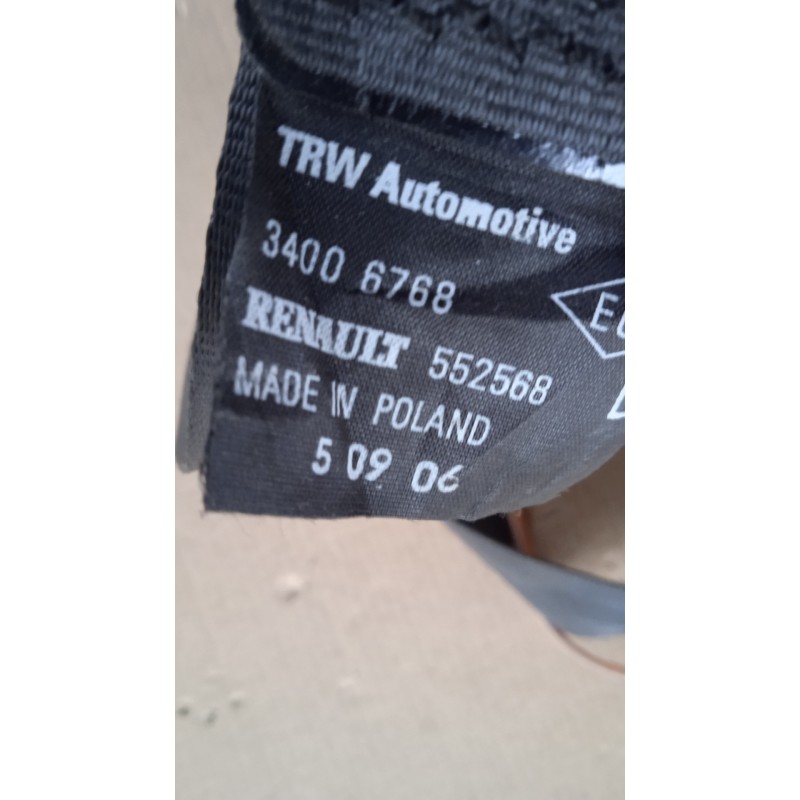 TRW Automotive
3400 6768
RENAULT 552568
MADE IN POLAND
5 09 06